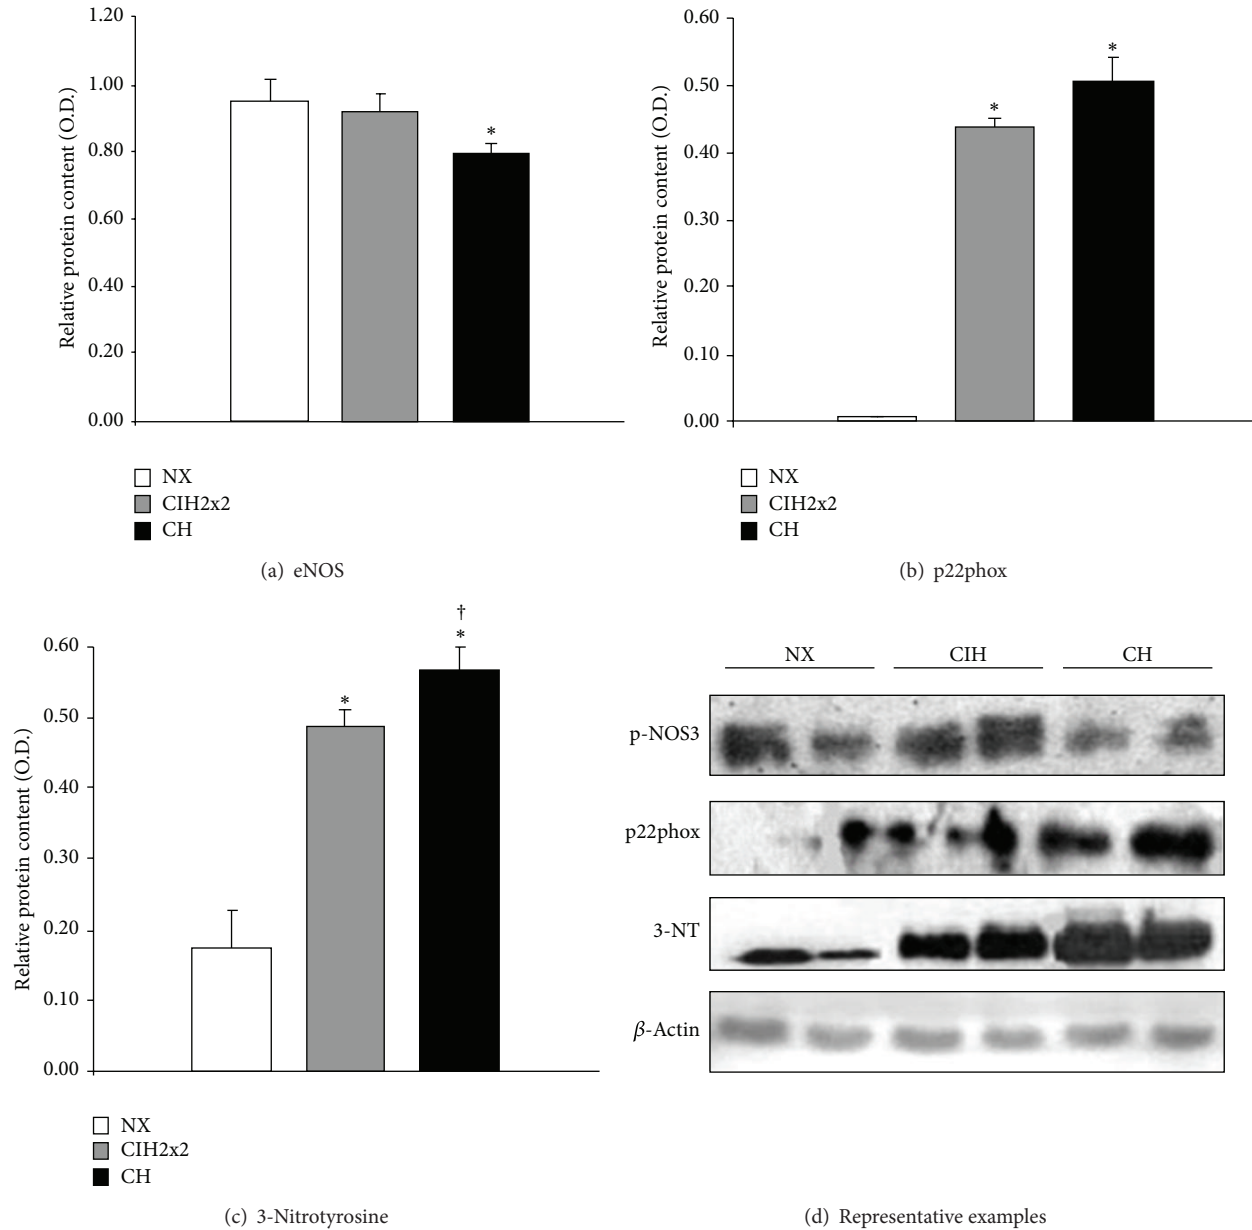 Relative protein content (O.D.)
1.20
1.00
0.80
0.60
0.40
0.20
0.00
*
NX
CIH2x2
CH
(a) eNOS
Relative protein content (O.D.)
0.60
0.50
0.40
0.30
0.20
0.10
0.00
*
*
NX
CIH2x2
CH
(b) p22phox
Relative protein content (O.D.)
0.60
0.50
0.40
0.30
0.20
0.10
0.00
*
†
*
NX
CIH2x2
CH
(c) 3-Nitrotyrosine
NX CIH CH
p-NOS3
p22phox
3-NT
β-Actin
(d) Representative examples